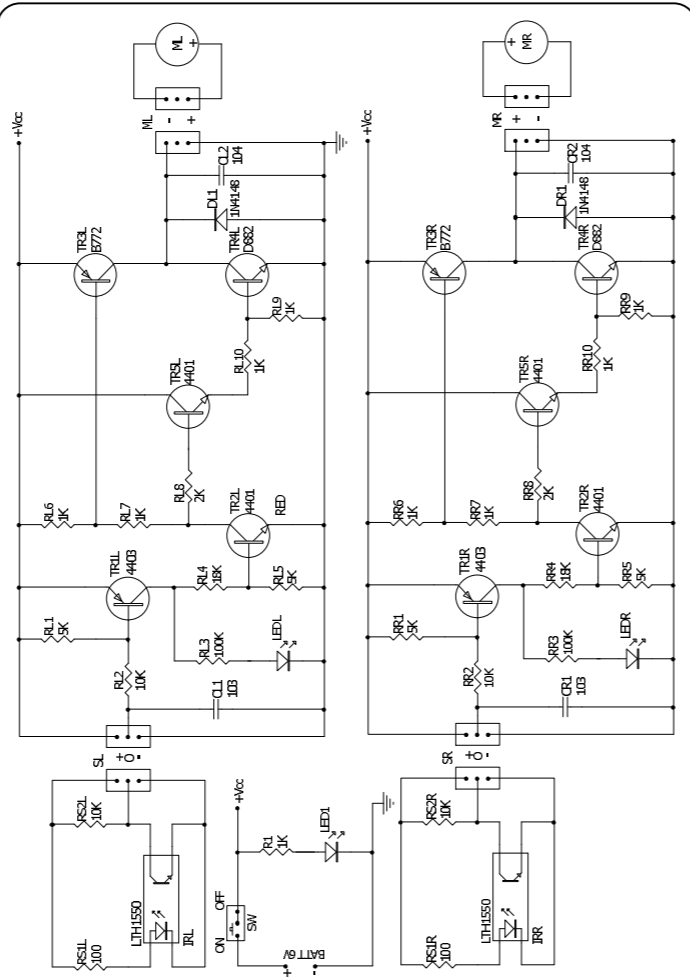 ML
+
ML
-
+
+Vcc
CL2
104
DL1
1N4148
TR3L
B772
TR4L
D882
RL9
1K
RL10
1K
TR5L
4401
RL8
2K
RL6
1K
RL7
1K
TR2L
4401
RED
TR1L
4403
RL4
18K
RL5
5K
RL1
5K
RL3
100K
LEDL
RL2
10K
CL1
103
SL
+
O
-
RS2L
10K
LTH1550
IRL
RS1L
100
MR
+
MR
+
-
+Vcc
CR2
104
DR1
1N4148
TR3R
B772
TR4R
D882
RR9
1K
RR10
1K
TR5R
4401
RR8
2K
RR6
1K
RR7
1K
TR2R
4401
TR1R
4403
RR4
18K
RR5
5K
RR1
5K
RR3
100K
LEDR
RR2
10K
CR1
103
SR
+
O
-
RS2R
10K
LTH1550
IRR
RS1R
100
+Vcc
R1
1K
LED1
OFF
ON
SW
BATT 6V
+
-